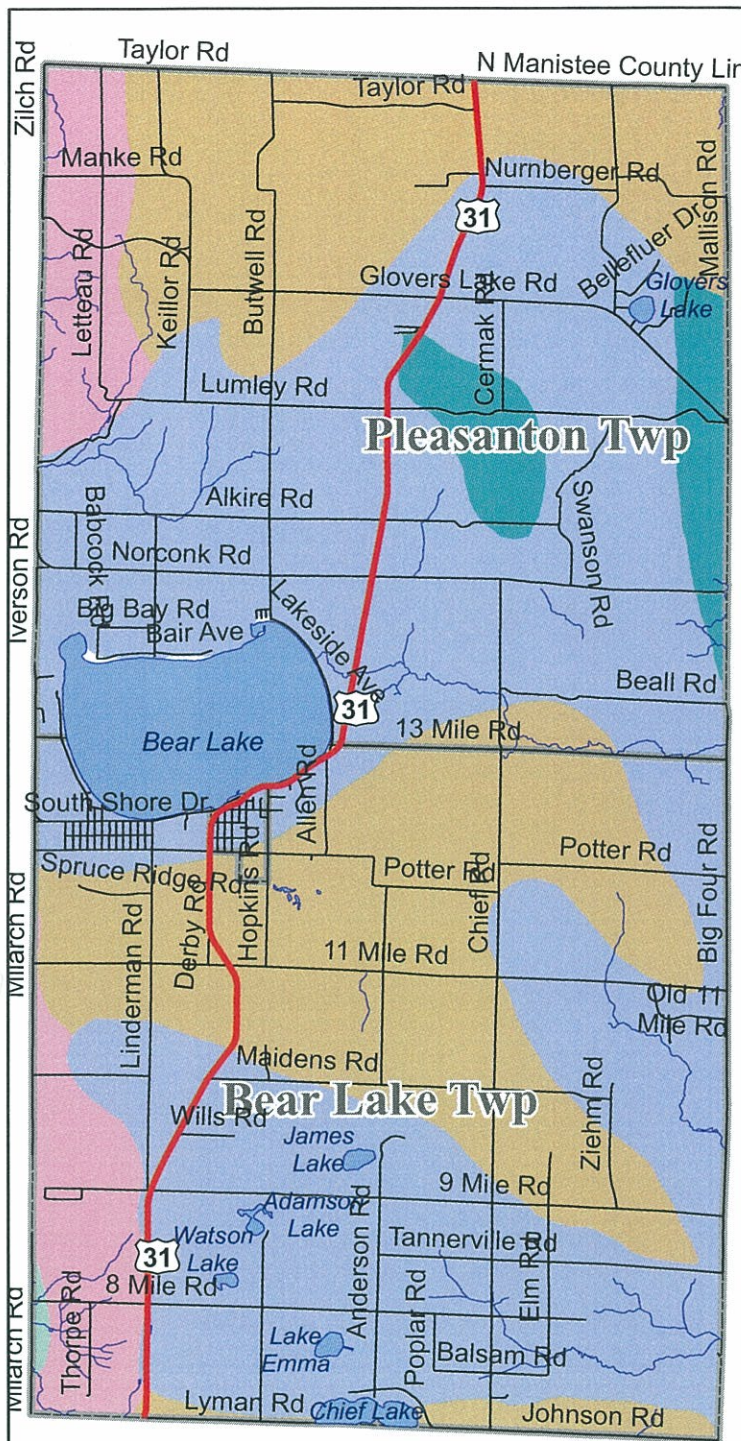 Taylor Rd
N Manistee County Lin
Zilch Rd
Taylor Rd
Manke Rd
Nurnberger Rd
31
Mallison Rd
Bellefluer Dr
Letteau Rd
Keillor Rd
Butwell Rd
Glovers Lake Rd
Glovers
Lake
Cermak Rd
Lumley Rd
Pleasanton Twp
Alkire Rd
Swanson Rd
Babcock Rd
Norconk Rd
Iverson Rd
Big Bay Rd
Bair Ave
Lakeside Ave
Beall Rd
31
13 Mile Rd
Bear Lake
South Shore Dr
Allen Rd
Spruce Ridge Rd
Hopkins Rd
Potter Rd
Potter Rd
Chief Rd
Big Four Rd
Milarch Rd
Linderman Rd
Derby Rd
11 Mile Rd
Old 11
Mile Rd
Maidens Rd
Bear Lake Twp
Ziehm Rd
Wills Rd
James
Lake
9 Mile Rd
Adamson
Lake
Watson
Lake
Anderson Rd
Tannerville Rd
31
8 Mile Rd
Elm Rd
Milarch Rd
Thorpe Rd
Lake
Emma
Poplar Rd
Balsam Rd
Lyman Rd
Chief Lake
Johnson Rd